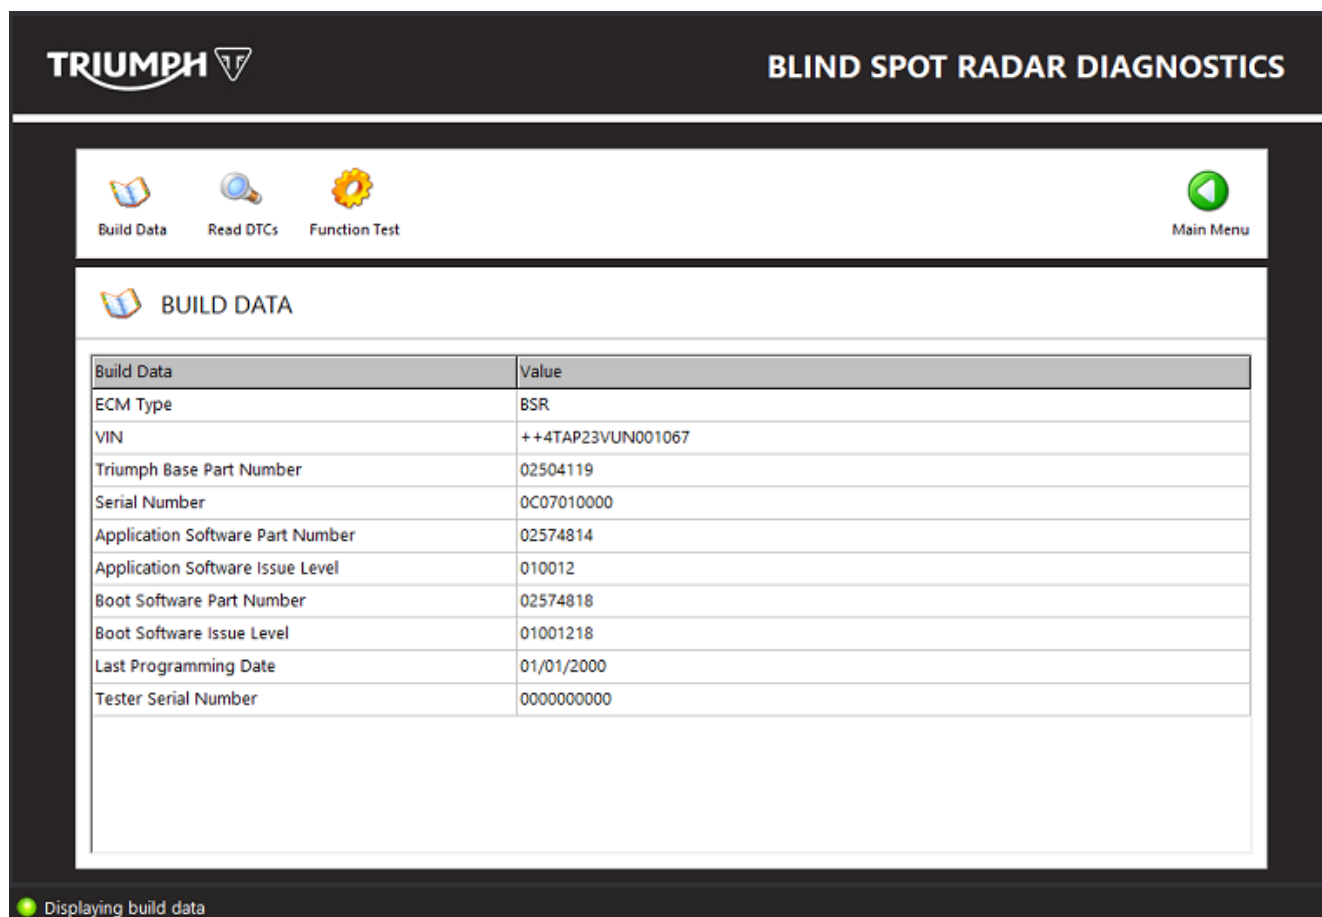 TRIUMPH
BLIND SPOT RADAR DIAGNOSTICS
Build Data Read DTCs Function Test Main Menu
BUILD DATA
Build Data Value
ECM Type BSR
VIN ++4TAP23VUN001067
Triumph Base Part Number 02504119
Serial Number 0C07010000
Application Software Part Number 02574814
Application Software Issue Level 010012
Boot Software Part Number 02574818
Boot Software Issue Level 01001218
Last Programming Date 01/01/2000
Tester Serial Number 0000000000
Displaying build data